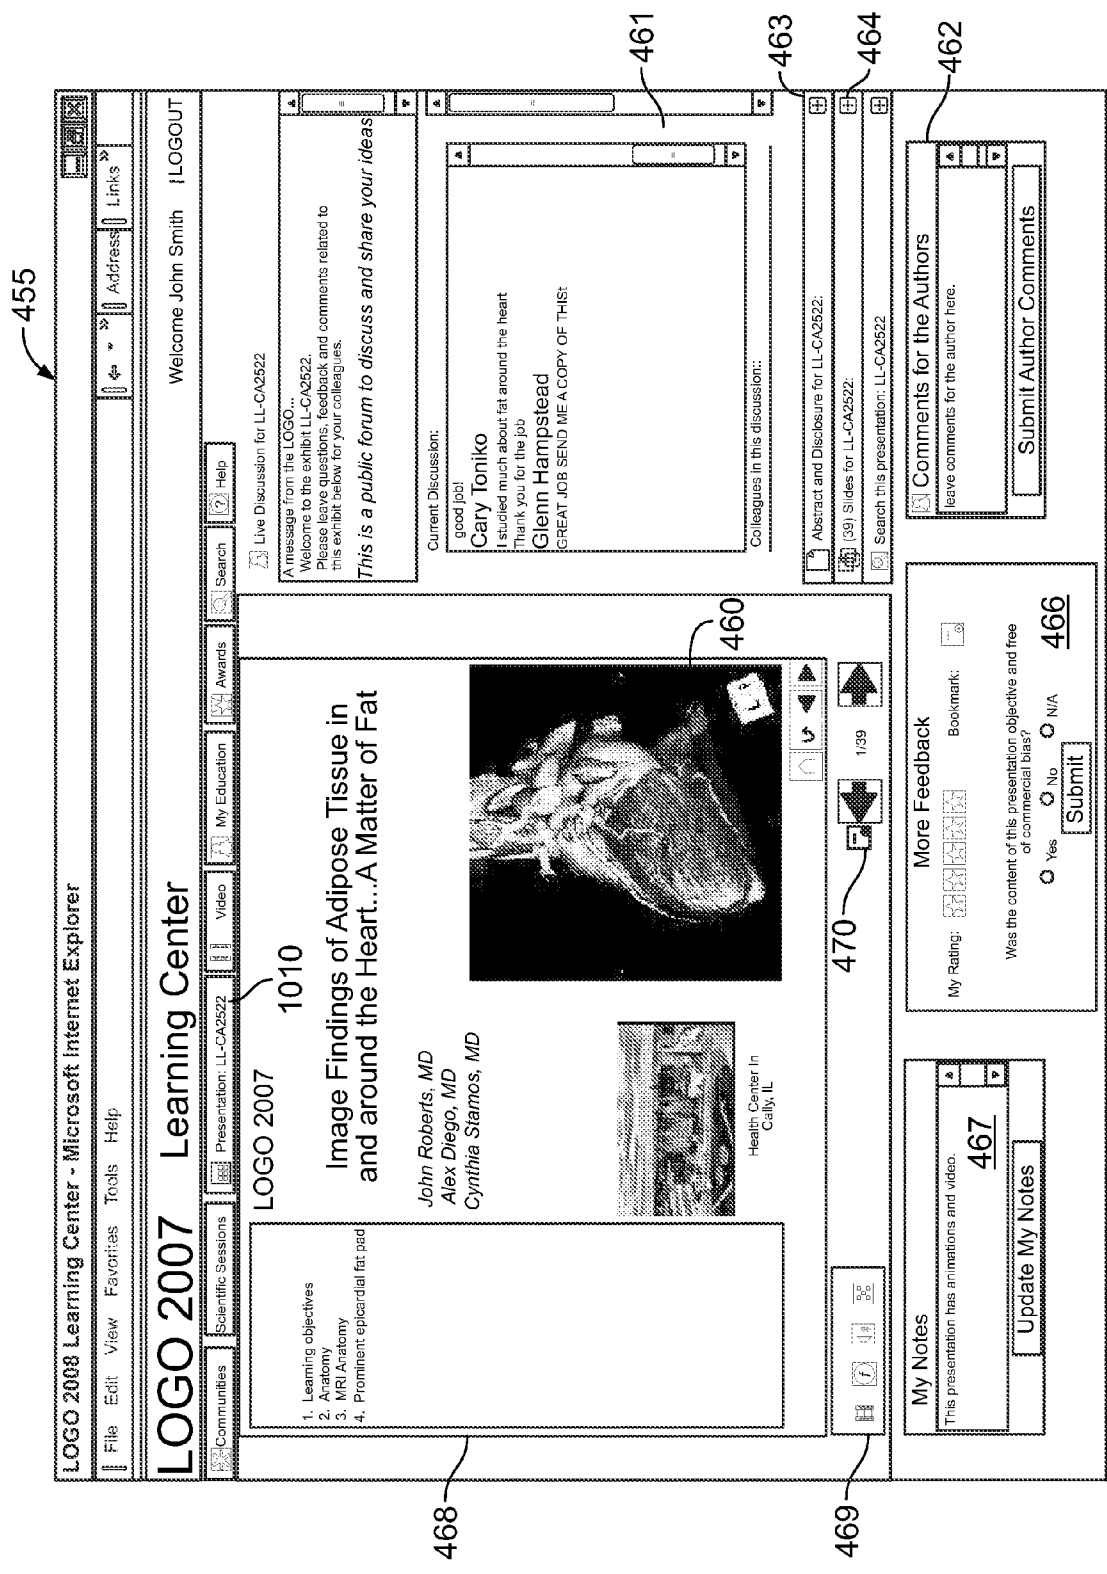 455
LOGO 2008 Learning Center - Microsoft Internet Explorer
File Edit View Favorites Tools Help
» Address Links »
LOGO 2007 Learning Center
Welcome John Smith | LOGOUT
Communities
Scientific Sessions
Presentation: LL-CA2522
Video
My Education
Awards
Search
Help
1010
468
1. Learning objectives
2. Anatomy
3. MRI Anatomy
4. Prominent epicardial fat pad
LOGO 2007
Image Findings of Adipose Tissue in
and around the Heart...A Matter of Fat
John Roberts, MD
Alex Diego, MD
Cynthia Stamos, MD
Health Center In
Cally, IL
460
469
470
1/39
Live Discussion for LL-CA2522
A message from the LOGO...
Welcome to the exhibit LL-CA2522.
Please leave questions, feedback and comments related to
this exhibit below for your colleagues.
This is a public forum to discuss and share your ideas
Current Discussion:
good job!
Cary Toniko
I studied much about fat around the heart
Thank you for the job
Glenn Hampstead
GREAT JOB SEND ME A COPY OF THISt
461
Colleagues in this discussion::
Abstract and Disclosure for LL-CA2522:
463
(39) Slides for LL-CA2522:
464
Search this presentation: LL-CA2522
My Notes
This presentation has animations and video.
467
Update My Notes
More Feedback
My Rating:
Bookmark:
Was the content of this presentation objective and free
of commercial bias?
Yes No N/A
466
Submit
Comments for the Authors
462
leave comments for the author here.
Submit Author Comments